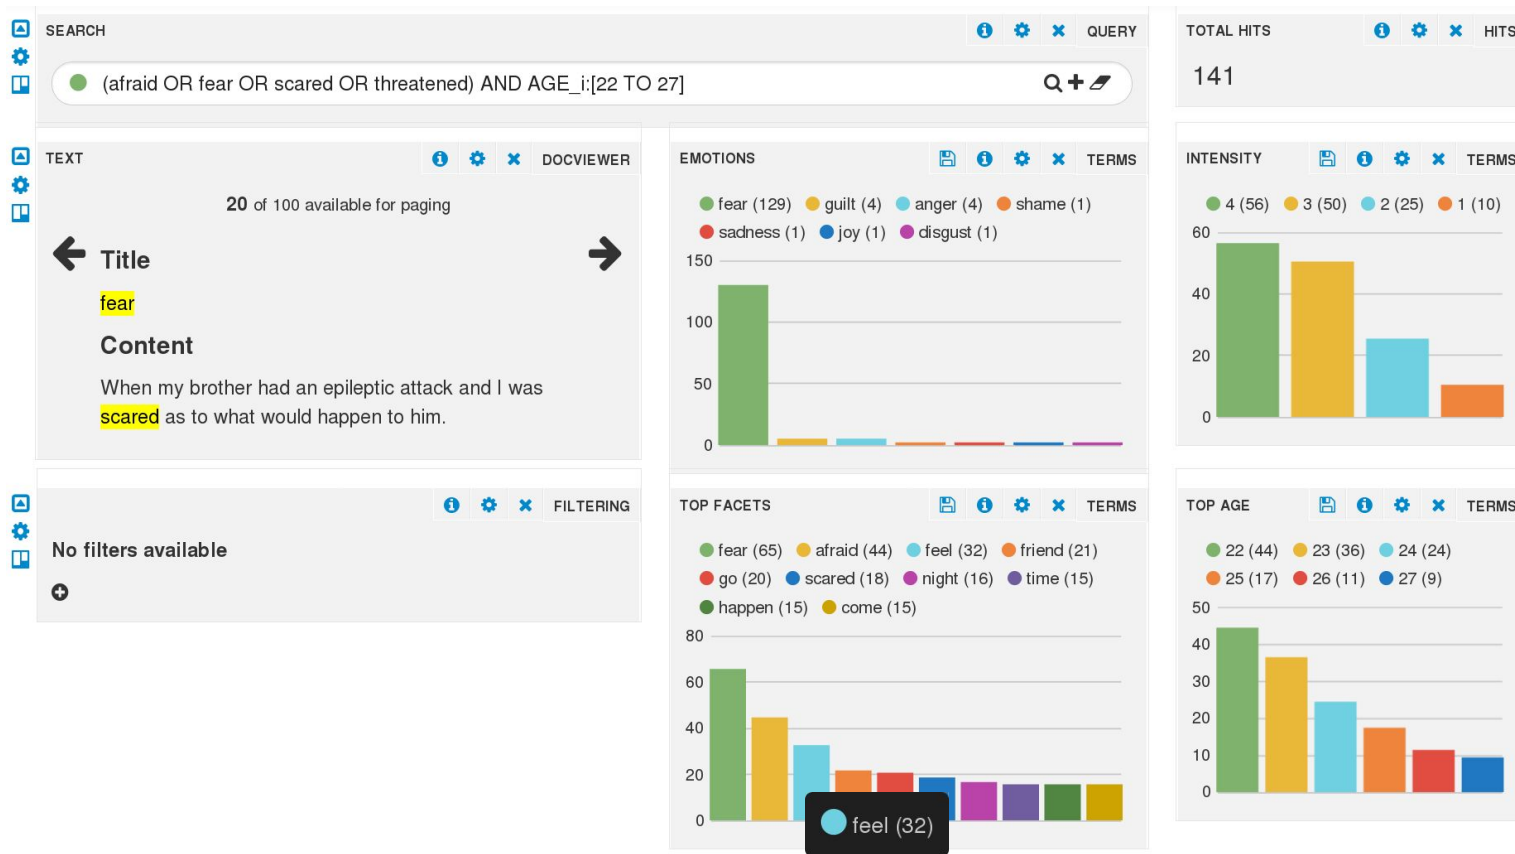 SEARCH
QUERY
(afraid OR fear OR scared OR threatened) AND AGE_i:[22 TO 27]
TOTAL HITS
HITS
141
TEXT
DOCVIEWER
20 of 100 available for paging
Title
fear
Content
When my brother had an epileptic attack and I was
scared as to what would happen to him.
EMOTIONS
TERMS
fear (129) guilt (4) anger (4) shame (1)
sadness (1) joy (1) disgust (1)
150
100
50
0
INTENSITY
TERMS
4 (56) 3 (50) 2 (25) 1 (10)
60
40
20
0
FILTERING
No filters available
TOP FACETS
TERMS
fear (65) afraid (44) feel (32) friend (21)
go (20) scared (18) night (16) time (15)
happen (15) come (15)
80
60
40
20
0
feel (32)
TOP AGE
TERMS
22 (44) 23 (36) 24 (24)
25 (17) 26 (11) 27 (9)
50
40
30
20
10
0